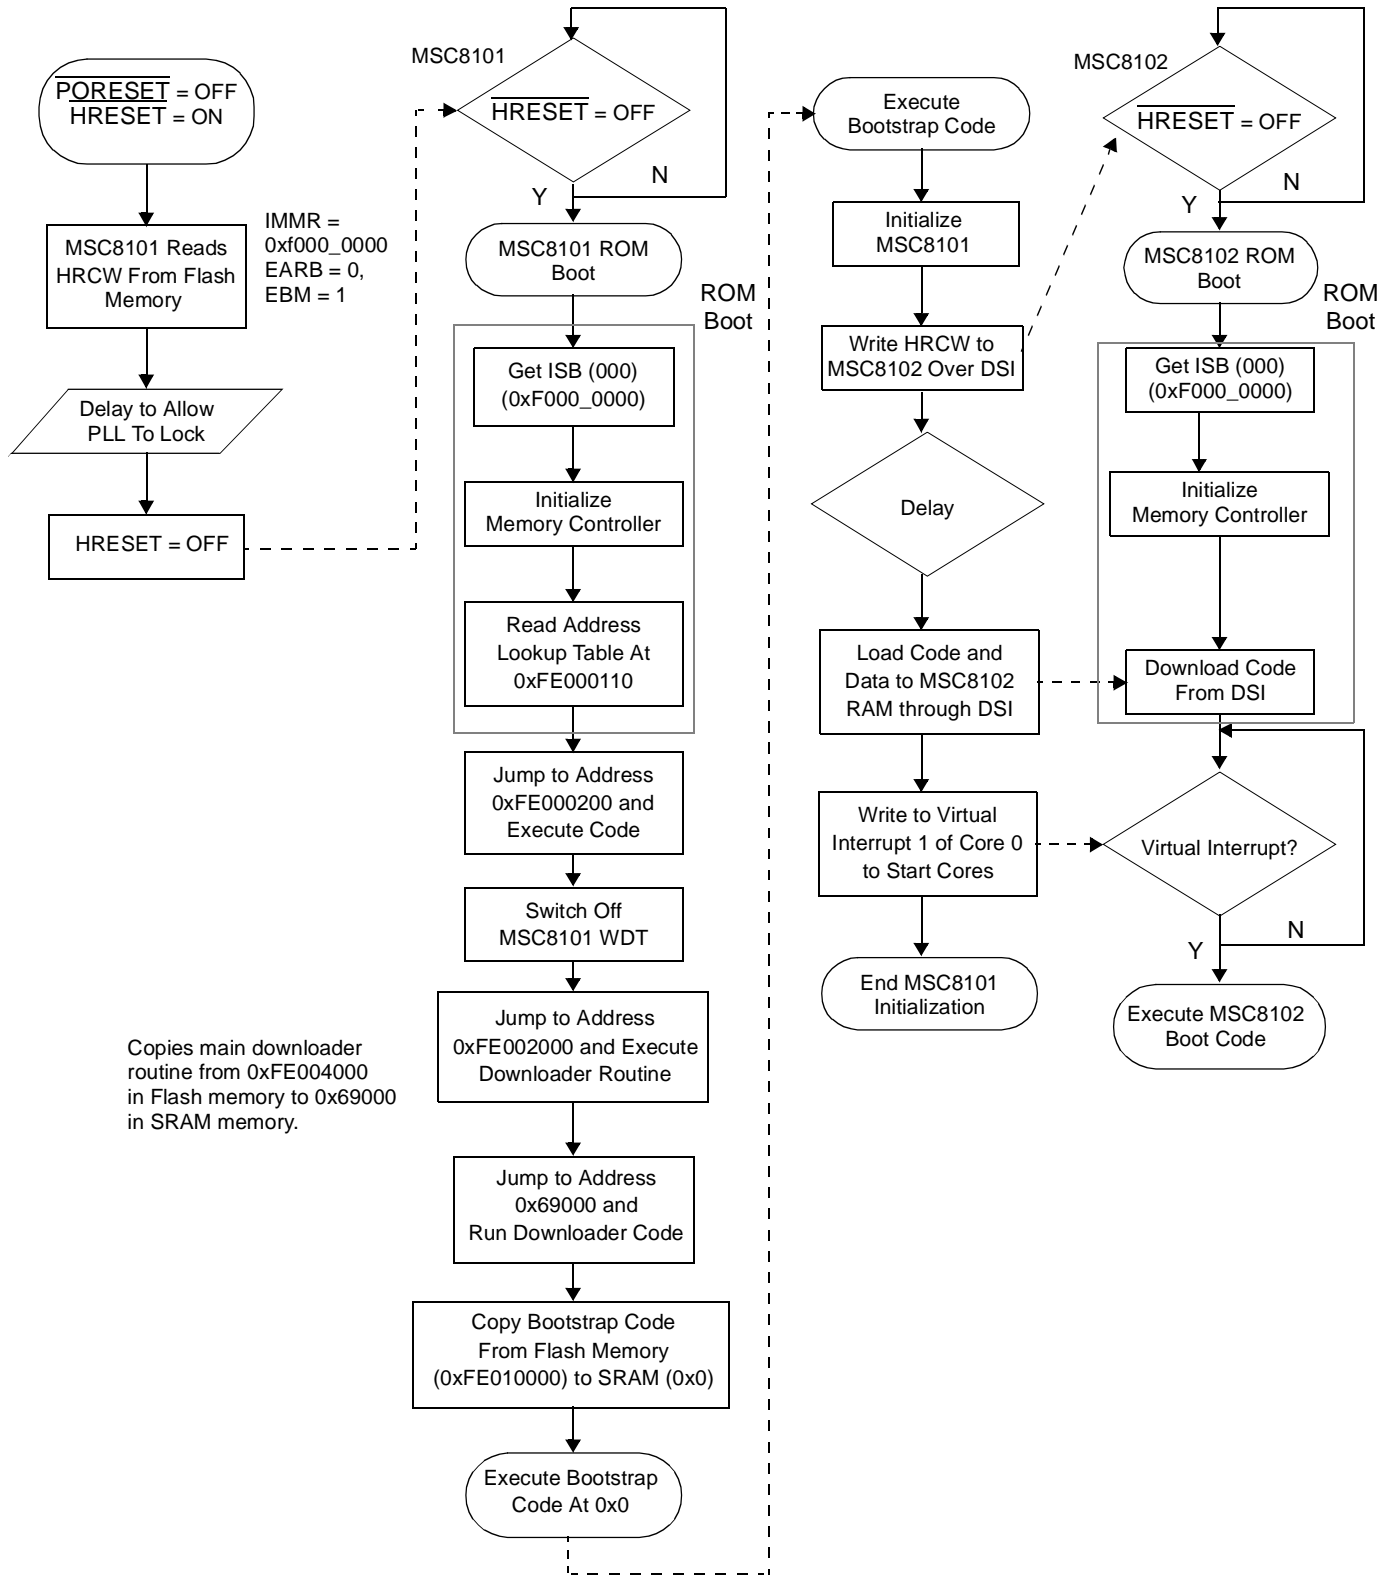 PORESET = OFF
HRESET = ON
MSC8101 Reads
HRCW From Flash
Memory
IMMR =
0xf000_0000
EARB = 0,
EBM = 1
Delay to Allow
PLL To Lock
HRESET = OFF
MSC8101
HRESET = OFF
N
Y
MSC8101 ROM
Boot
ROM
Boot
Get ISB (000)
(0xF000_0000)
Initialize
Memory Controller
Read Address
Lookup Table At
0xFE000110
Jump to Address
0xFE000200 and
Execute Code
Switch Off
MSC8101 WDT
Jump to Address
0xFE002000 and Execute
Downloader Routine
Copies main downloader
routine from 0xFE004000
in Flash memory to 0x69000
in SRAM memory.
Jump to Address
0x69000 and
Run Downloader Code
Copy Bootstrap Code
From Flash Memory
(0xFE010000) to SRAM (0x0)
Execute Bootstrap
Code At 0x0
Execute
Bootstrap Code
Initialize
MSC8101
Write HRCW to
MSC8102 Over DSI
Delay
Load Code and
Data to MSC8102
RAM through DSI
Write to Virtual
Interrupt 1 of Core 0
to Start Cores
End MSC8101
Initialization
MSC8102
HRESET = OFF
N
Y
MSC8102 ROM
Boot
ROM
Boot
Get ISB (000)
(0xF000_0000)
Initialize
Memory Controller
Download Code
From DSI
Virtual Interrupt?
N
Y
Execute MSC8102
Boot Code